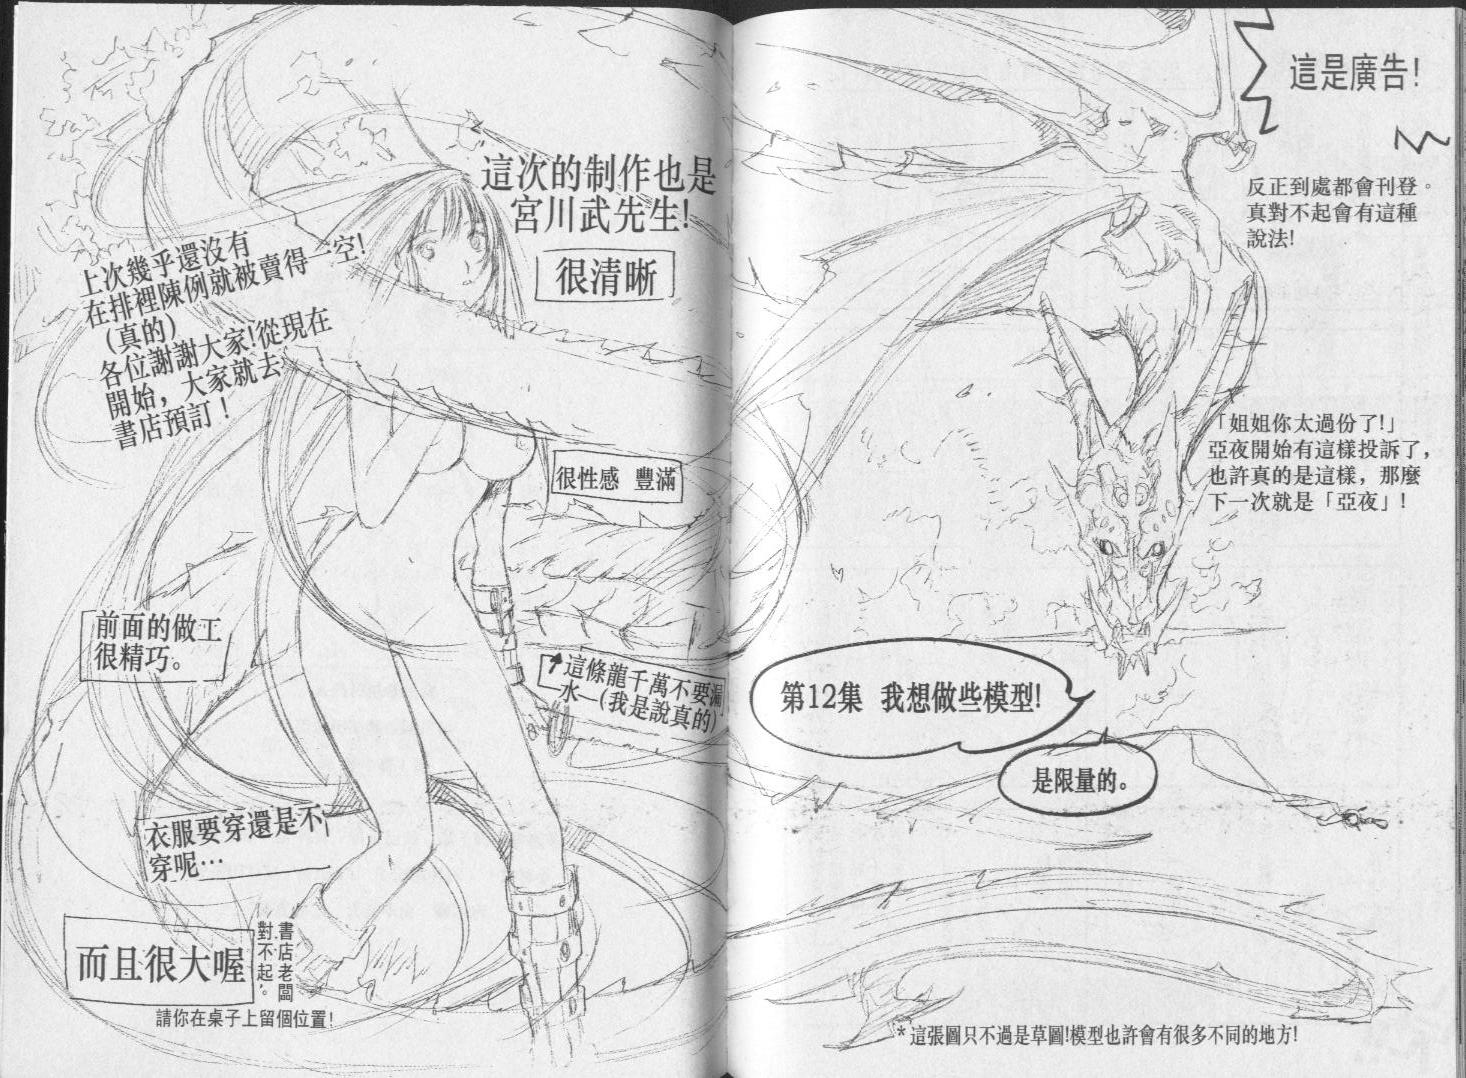 這是廣告!
反正到處都會刊登。
真對不起會有這種
說法!
「姐姐你太過份了!」
亞夜開始有這樣投訴了，
也許真的是這樣，那麼
下一次就是「亞夜」!
第12集 我想做些模型!
是限量的。
*這張圖只不過是草圖!模型也許會有很多不同的地方!
這次的制作也是
宮川武先生!
很清晰
上次幾乎還沒有
在排裡陳例就被賣得一空!
(真的)
各位謝謝大家!從現在
開始，大家就去
書店預訂!
很性感 豐滿
前面的做工
很精巧。
這條龍千萬不要漏
水—(我是說真的)
衣服要穿還是不
穿呢…
而且很大喔
書店老闆
對不起。
請你在桌子上留個位置!